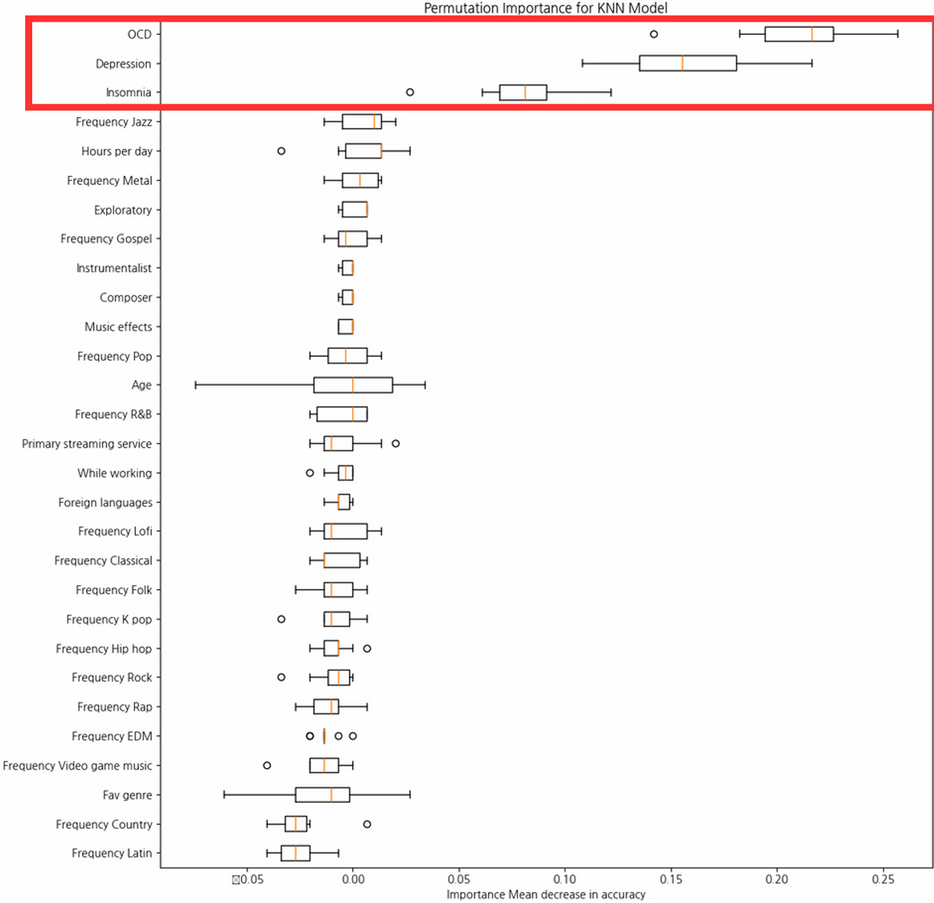 Permutation Importance for KNN Model
OCD
Depression
Insomnia
Frequency Jazz
Hours per day
Frequency Metal
Exploratory
Frequency Gospel
Instrumentalist
Composer
Music effects
Frequency Pop
Age
Frequency R&B
Primary streaming service
While working
Foreign languages
Frequency Lofi
Frequency Classical
Frequency Folk
Frequency K pop
Frequency Hip hop
Frequency Rock
Frequency Rap
Frequency EDM
Frequency Video game music
Fav genre
Frequency Country
Frequency Latin
0.05 0.00 0.05 0.10 0.15 0.20 0.25
Importance Mean decrease in accuracy